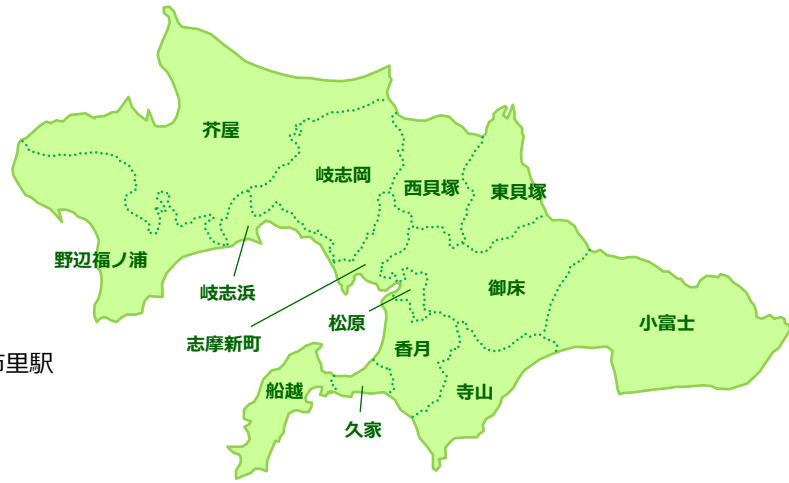 芥屋
岐志岡
西貝塚
東貝塚
野辺福ノ浦
岐志浜
御床
志摩新町
松原
小富士
香月
里駅
船越
寺山
久家